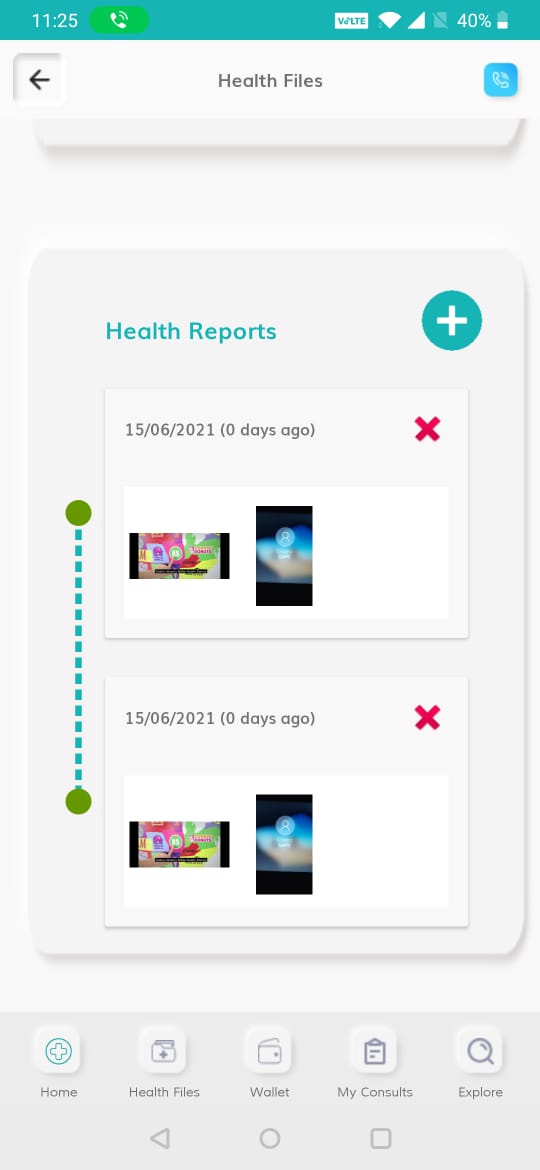 11:25
VoLTE
40%
Health Files
Health Reports
15/06/2021 (0 days ago)
15/06/2021 (0 days ago)
Home
Health Files
Wallet
My Consults
Explore